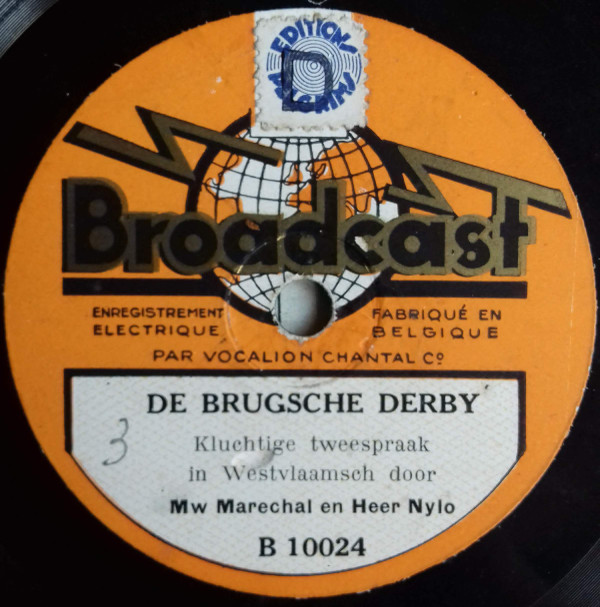 EDITIONS
D
PELGRIMS
Broadcast
ENREGISTREMENT
ELECTRIQUE
FABRIQUÉ EN
BELGIQUE
PAR VOCALION CHANTAL Cº
DE BRUGSCHE DERBY
3
Kluchtige tweespraak
in Westvlaamsch door
Mw Marechal en Heer Nylo
B 10024